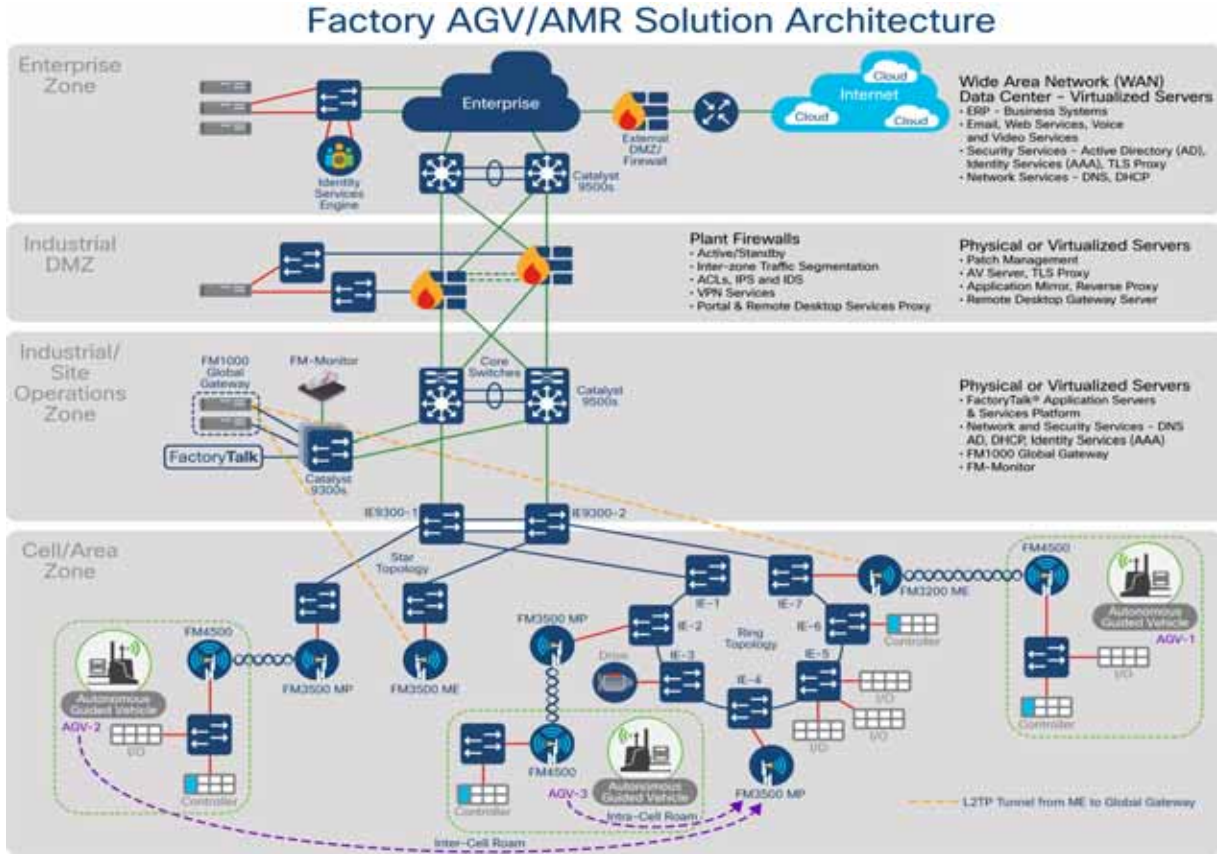 Factory AGV/AMR Solution Architecture
Enterprise
Zone
Identity
Services
Engine
Enterprise
External
DMZ/
Firewall
Catalyst
9500s
Cloud
Internet
Cloud
Cloud
Wide Area Network (WAN)
Data Center - Virtualized Servers
• ERP - Business Systems
• Email, Web Services, Voice
and Video Services
• Security Services - Active Directory (AD),
Identity Services (AAA), TLS Proxy
• Network Services - DNS, DHCP
Industrial
DMZ
Plant Firewalls
• Active/Standby
• Inter-zone Traffic Segmentation
• ACLs, IPS and IDS
• VPN Services
• Portal & Remote Desktop Services Proxy
Physical or Virtualized Servers
• Patch Management
• AV Server, TLS Proxy
• Application Mirror, Reverse Proxy
• Remote Desktop Gateway Server
Industrial/
Site
Operations
Zone
FM1000
Global
Gateway
FM-Monitor
FactoryTalk
Catalyst
9300s
Core
Switches
Catalyst
9500s
Physical or Virtualized Servers
• FactoryTalk® Application Servers
& Services Platform
• Network and Security Services - DNS
AD, DHCP, Identity Services (AAA)
• FM1000 Global Gateway
• FM-Monitor
IE9300-1
IE9300-2
Cell/Area
Zone
Star
Topology
FM4500
Autonomous
Guided Vehicle
AGV-2
I/O
Controller
FM3500 MP
FM3500 ME
FM3500 MP
Drive
IE-1
IE-2
IE-3
IE-4
IE-5
IE-6
IE-7
Ring
Topology
Controller
I/O
I/O
I/O
FM3200 ME
FM4500
Autonomous
Guided Vehicle
AGV-1
I/O
Controller
Controller
FM4500
AGV-3
Autonomous
Guided Vehicle
Intra-Cell Roam
FM3500 MP
Inter-Cell Roam
L2TP Tunnel from ME to Global Gateway